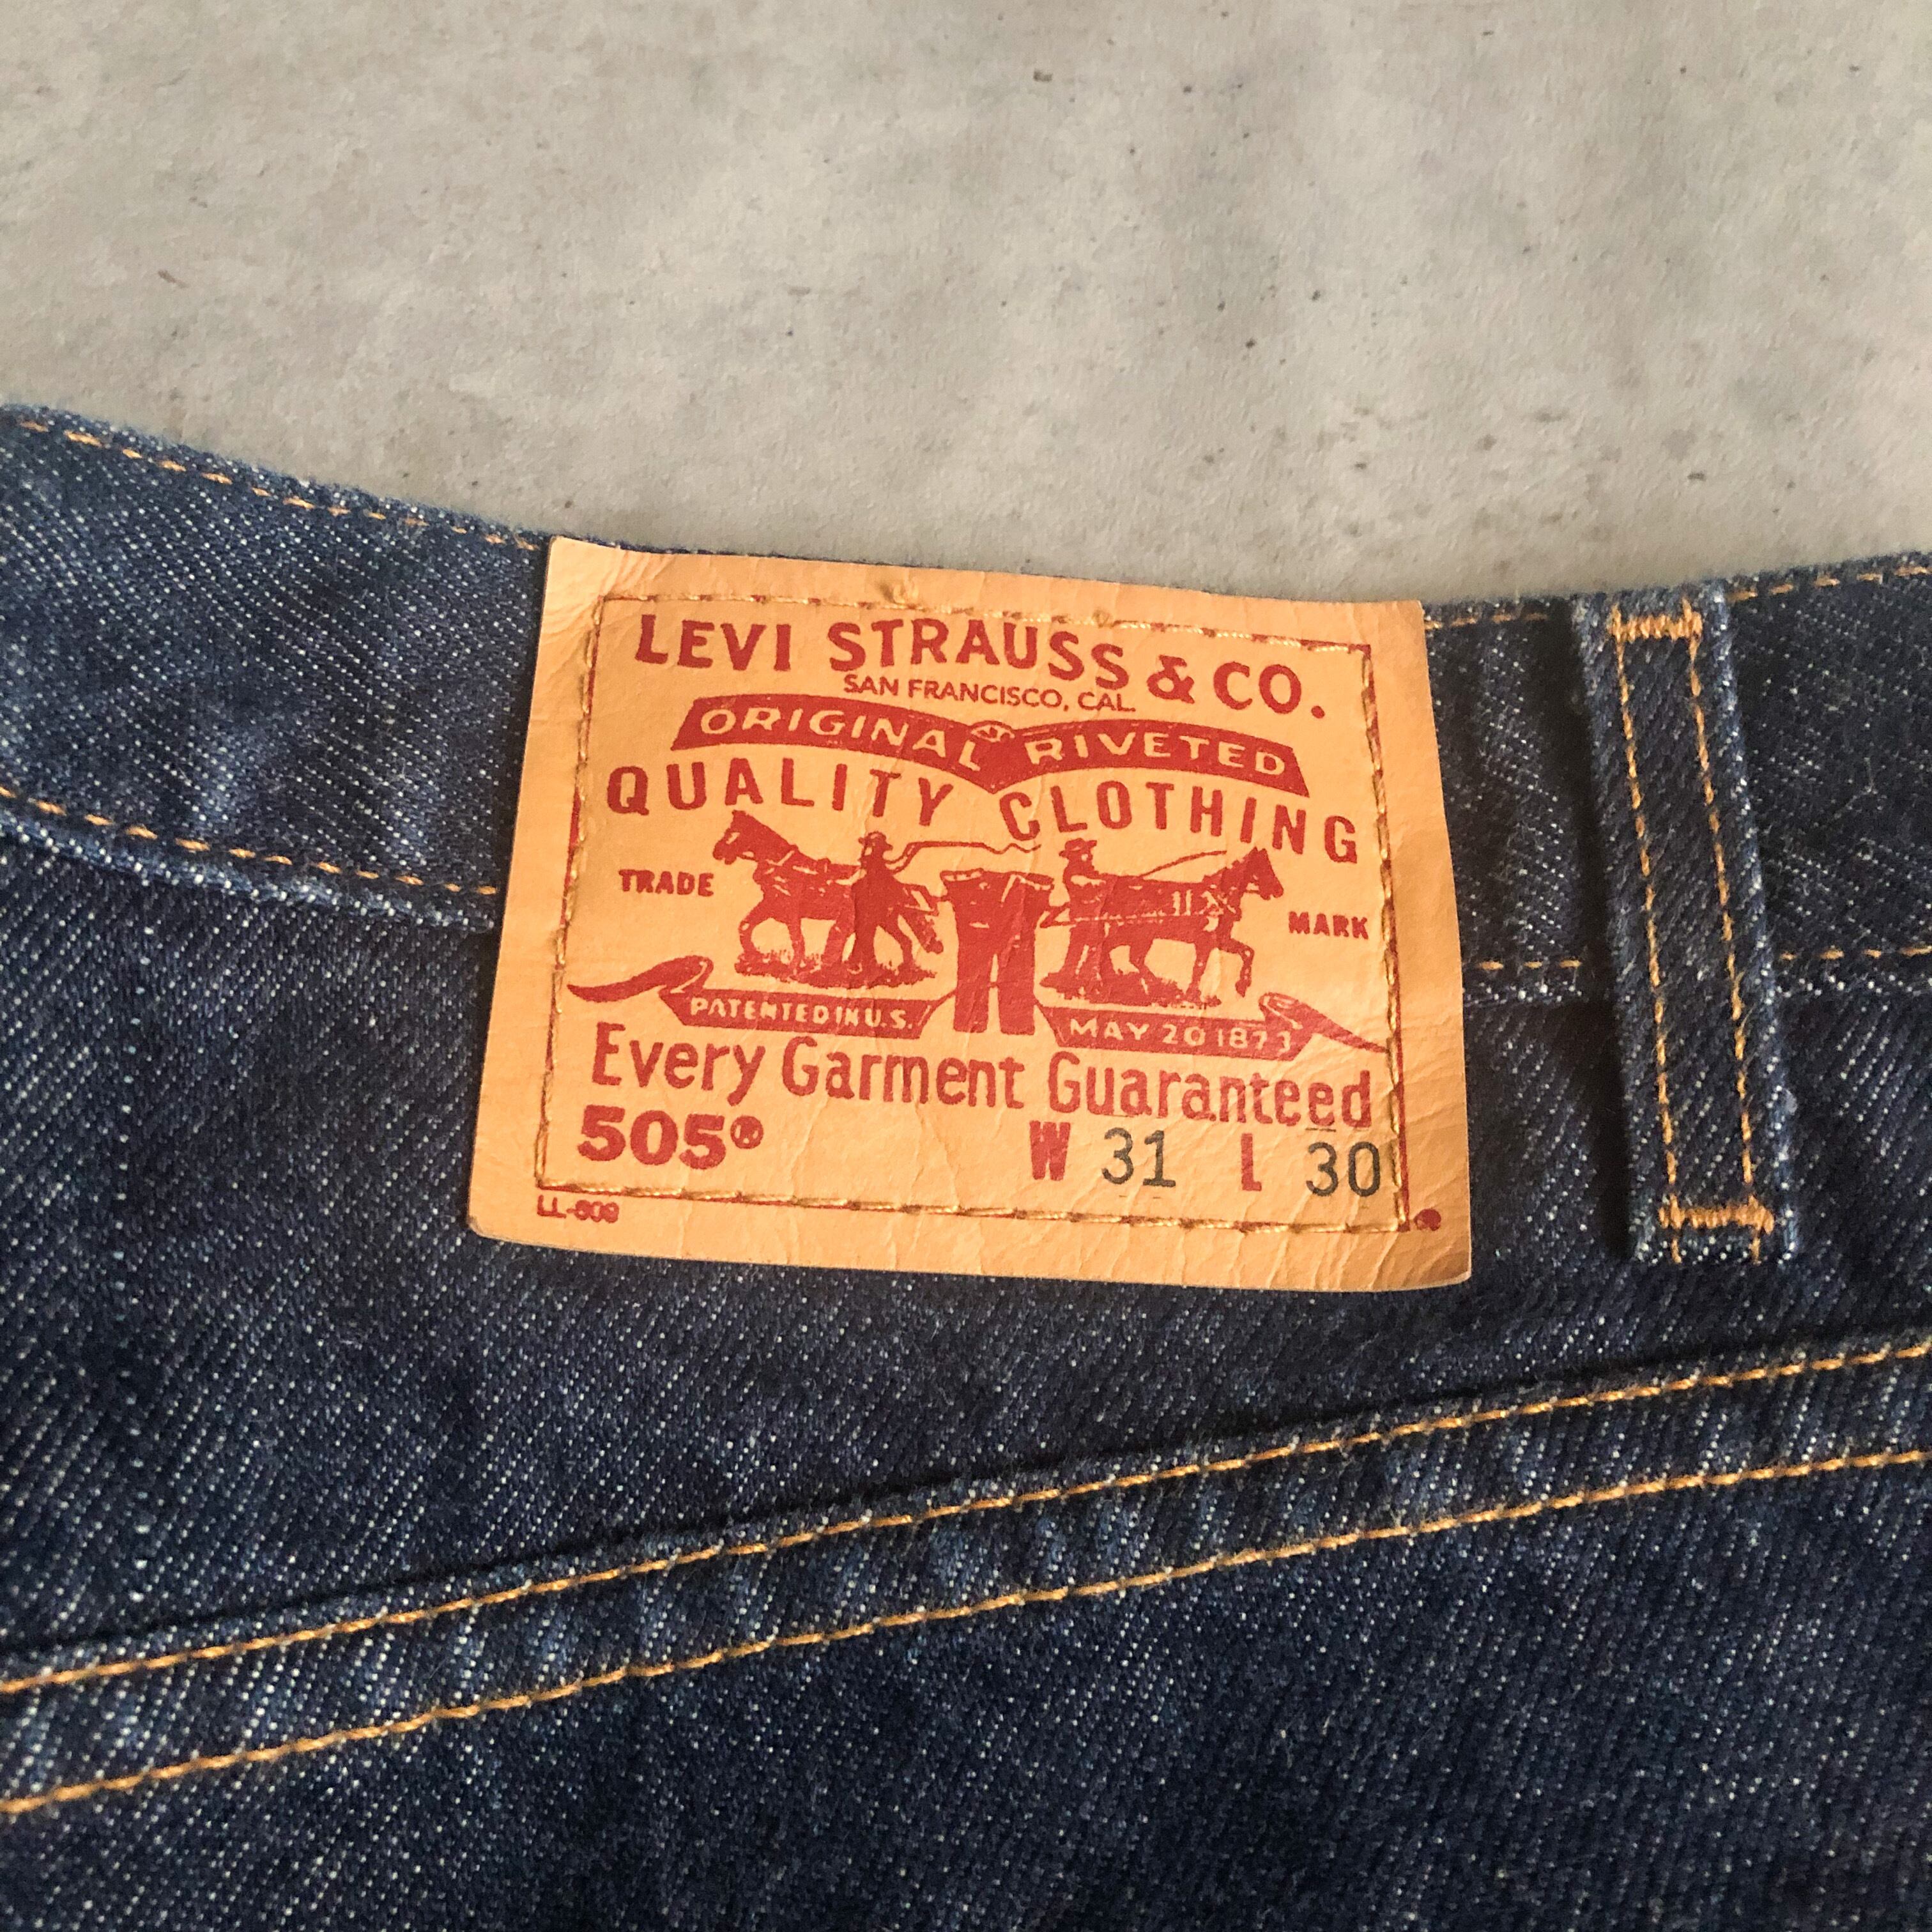 LEVI STRAUSS & CO.
SAN FRANCISCO, CAL.
ORIGINAL RIVETED
QUALITY CLOTHING
TRADE MARK
PATENTED IN U.S. MAY 20 1873
Every Garment Guaranteed
505® W 31 L 30
®